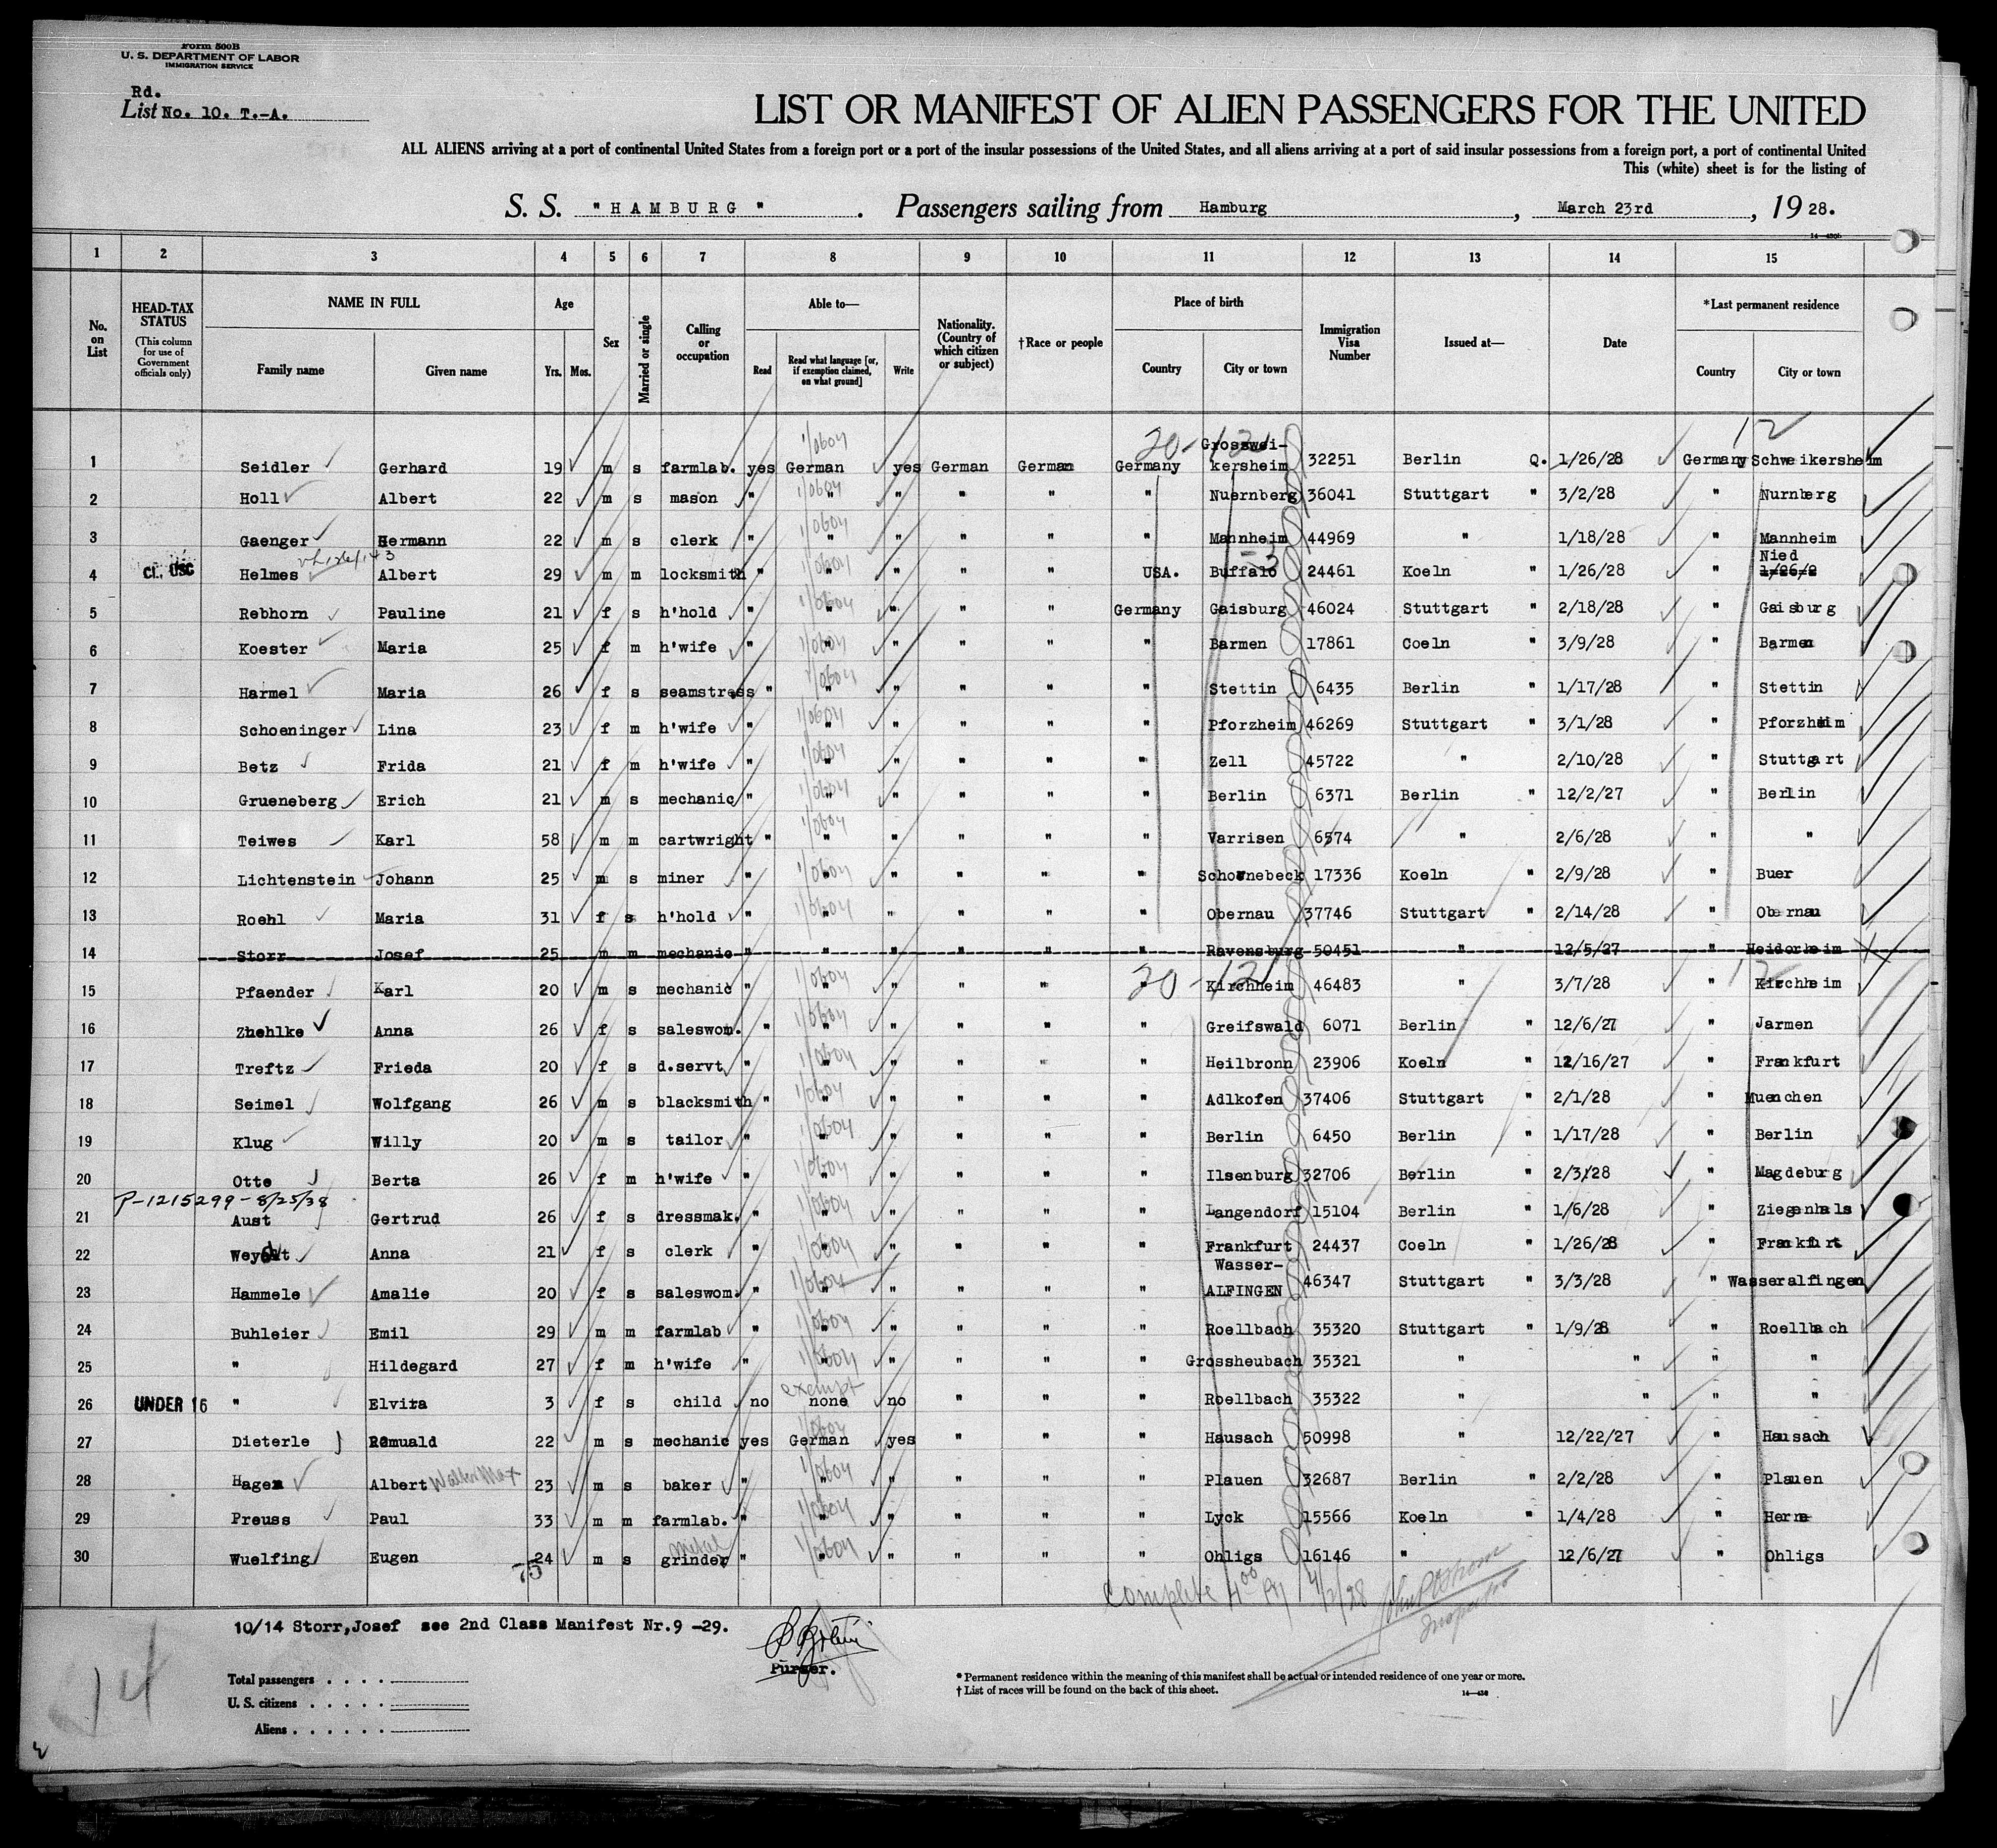 Form 500B
U. S. DEPARTMENT OF LABOR
IMMIGRATION SERVICE
Rd.
List No. 10. T.-A.
LIST OR MANIFEST OF ALIEN PASSENGERS FOR THE UNITED
ALL ALIENS arriving at a port of continental United States from a foreign port or a port of the insular possessions of the United States, and all aliens arriving at a port of said insular possessions from a foreign port, a port of continental United
This (white) sheet is for the listing of
S. S. "HAMBURG". Passengers sailing from Hamburg, March 23rd, 1928.
1 2 3 4 5 6 7 8 9 10 11 12 13 14 15
No. on List
HEAD-TAX STATUS
(This column for use of Government officials only)
NAME IN FULL
Family name Given name
Age
Yrs. Mos.
Sex
Married or single
Calling or occupation
Able to—
Read
Read what language [or, if exemption claimed, on what ground]
Write
Nationality. (Country of which citizen or subject)
†Race or people
Place of birth
Country City or town
Immigration Visa Number
Issued at—
Date
*Last permanent residence
Country City or town
20-12 12
1 Seidler Gerhard 19 m s farmlab. yes German yes German German Germany Grosswei-kersheim 32251 Berlin Q. 1/26/28 Germany Schweikersheim
2 Holl Albert 22 m s mason " " " " " " Nuernberg 36041 Stuttgart " 3/2/28 " Nurnberg
3 Gaenger Hermann 22 m s clerk " " " " " " Mannheim 44969 " 1/18/28 " Mannheim
4 Cl. USC Helmes Albert 29 m m locksmith " " " " " USA. Buffalo 24461 Koeln " 1/26/28 " Nied 1/26/2
5 Rebhorn Pauline 21 f s h'hold " " " " " Germany Gaisburg 46024 Stuttgart " 2/18/28 " Gaisburg
6 Koester Maria 25 f m h'wife " " " " " " Barmen 17861 Coeln " 3/9/28 " Barmen
7 Harmel Maria 26 f s seamstress " " " " " " Stettin 6435 Berlin " 1/17/28 " Stettin
8 Schoeninger Lina 23 f m h'wife " " " " " " Pforzheim 46269 Stuttgart " 3/1/28 " Pforzheim
9 Betz Frida 21 f m h'wife " " " " " " Zell 45722 " 2/10/28 " Stuttgart
10 Grueneberg Erich 21 m s mechanic " " " " " " Berlin 6371 Berlin " 12/2/27 " Berlin
11 Teiwes Karl 58 m m cartwright " " " " " " Varrisen 6574 " 2/6/28 " "
12 Lichtenstein Johann 25 m s miner " " " " " " Schoenebeck 17336 Koeln " 2/9/28 " Buer
13 Roehl Maria 31 f s h'hold " " " " " " Obernau 37746 Stuttgart " 2/14/28 " Obernau
14 Storr Josef 25 m m mechanic " " " " " " Ravensburg 50451 " 12/5/27 " Heidorheim
20-12 12
15 Pfaender Karl 20 m s mechanic " " " " " " Kirchheim 46483 " 3/7/28 " Kirchheim
16 Zhehlke Anna 26 f s saleswom. " " " " " " Greifswald 6071 Berlin " 12/6/27 " Jarmen
17 Treftz Frieda 20 f s d.servt " " " " " " Heilbronn 23906 Koeln " 12/16/27 " Frankfurt
18 Seimel Wolfgang 26 m s blacksmith " " " " " " Adlkofen 37406 Stuttgart " 2/1/28 " Muenchen
19 Klug Willy 20 m s tailor " " " " " " Berlin 6450 Berlin " 1/17/28 " Berlin
20 Otte Berta 26 f m h'wife " " " " " " Ilsenburg 32706 Berlin " 2/3/28 " Magdeburg
P-1215299-8/25/38
21 Aust Gertrud 26 f s dressmak. " " " " " " Langendorf 15104 Berlin " 1/6/28 " Ziegenhals
22 Anna 21 f s clerk " " " " " " Frankfurt 24437 Coeln " 1/26/28 " Frankfurt
23 Hammele Amalie 20 f s saleswom. " " " " " " Wasser-ALFINGEN 46347 Stuttgart " 3/3/28 " Wasseralfingen
24 Buhleier Emil 29 m m farmlab " " " " " " Roellbach 35320 Stuttgart " 1/9/28 " Roellbach
25 " Hildegard 27 f m h'wife " " " " " " Grossheubach 35321 " " " "
26 UNDER 16 " Elvira 3 f s child no exempt none no " " " Roellbach 35322 " " " "
27 Dieterle Romuald 22 m s mechanic yes German yes " " " Hausach 50998 " 12/22/27 " Hausach
28 Hagen Albert Walter Max 23 m s baker " " " " " " Plauen 32687 Berlin " 2/2/28 " Plauen
29 Preuss Paul 33 m m farmlab. " " " " " " Lyck 15566 Koeln " 1/4/28 " Herne
30 Wuelfing Eugen 24 m s metal grinder " " " " " " Ohligs 16146 " 12/6/27 " Ohligs
75
Complete 4/2/28
10/14 Storr,Josef see 2nd Class Manifest Nr.9 -29.
Purser.
14
Total passengers
U. S. citizens
Aliens
*Permanent residence within the meaning of this manifest shall be actual or intended residence of one year or more.
†List of races will be found on the back of this sheet.